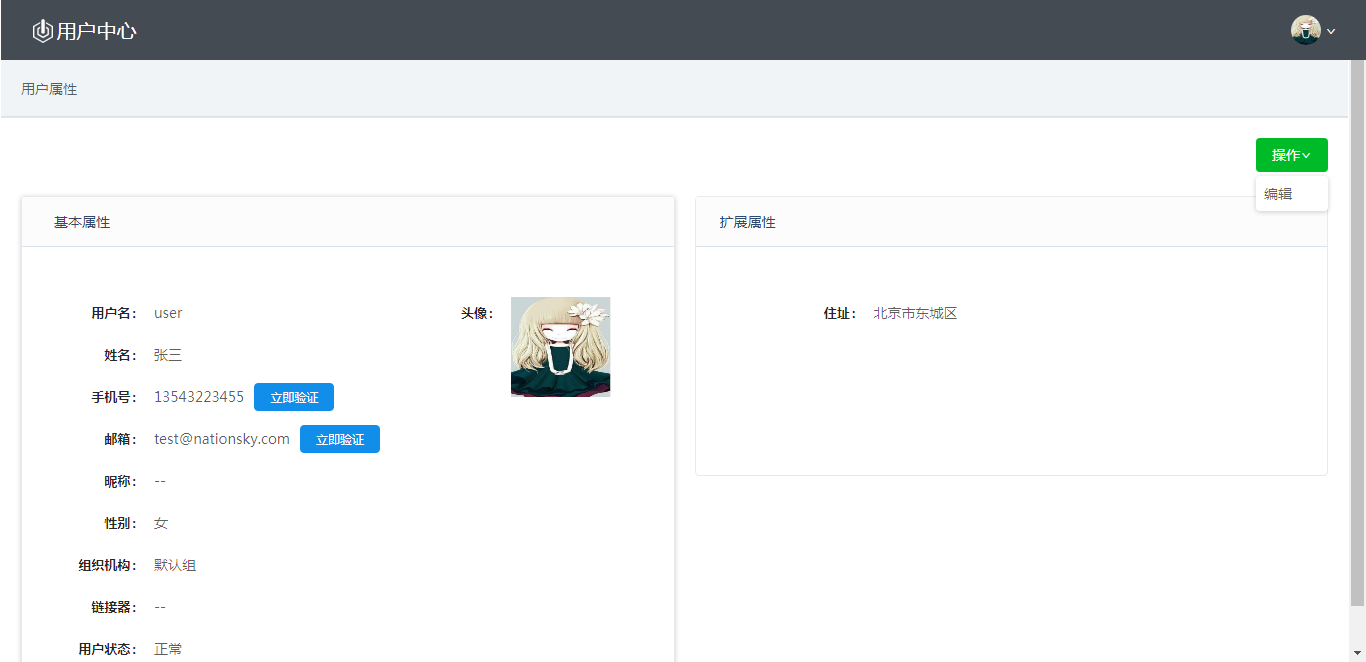 用户中心
用户属性
操作
编辑
基本属性
用户名： user
头像：
姓名： 张三
手机号： 13543223455 立即验证
邮箱： test@nationsky.com 立即验证
昵称： --
性别： 女
组织机构： 默认组
链接器： --
用户状态： 正常
扩展属性
住址： 北京市东城区